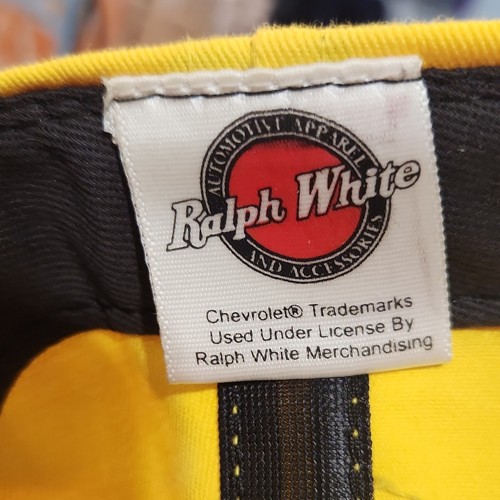 AUTOMOTIVE APPAREL
Ralph White
AND ACCESSORIES
Chevrolet® Trademarks
Used Under License By
Ralph White Merchandising